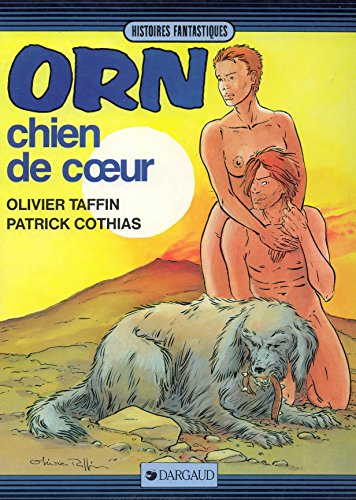 HISTOIRES FANTASTIQUES
ORN
chien
de cœur
OLIVIER TAFFIN
PATRICK COTHIAS
Olivier Taffin
DARGAUD